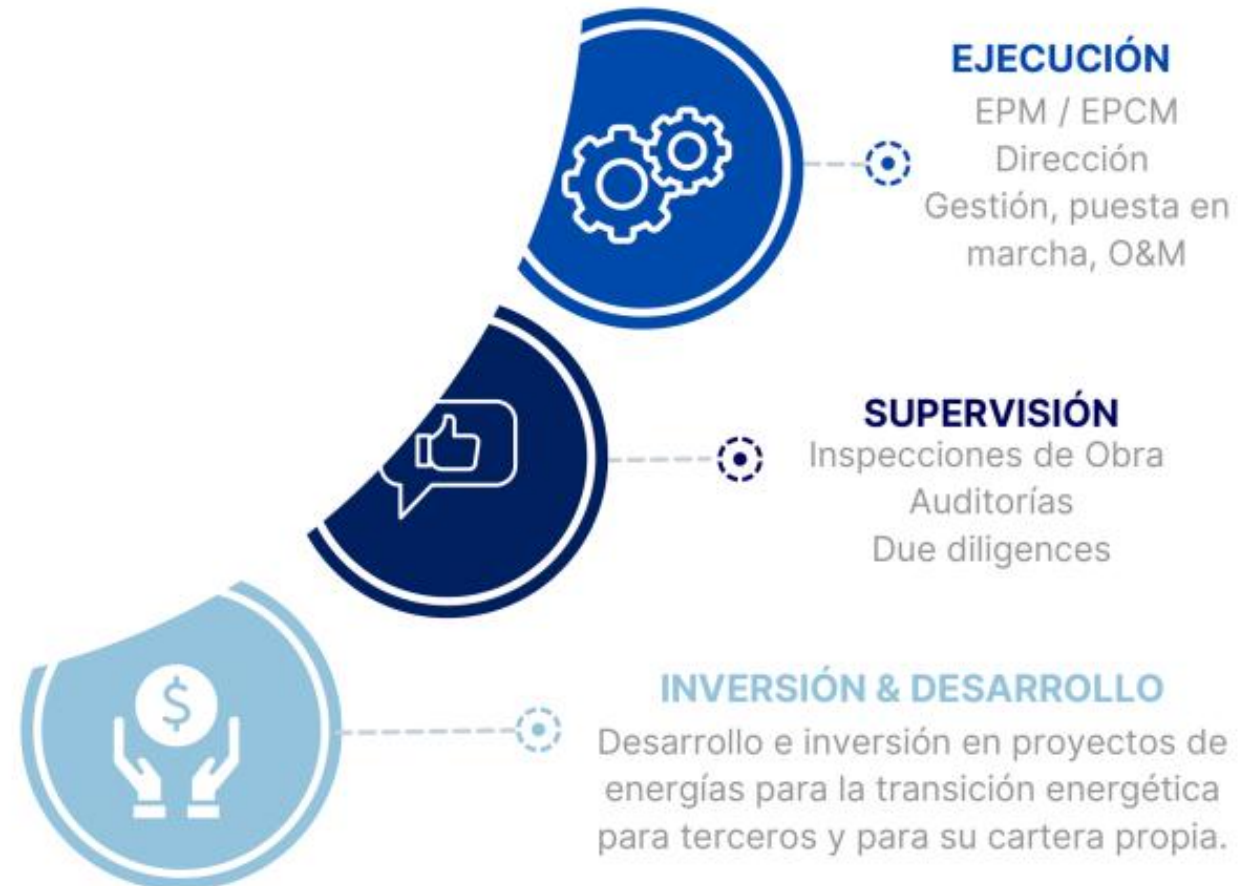 EJECUCIÓN
EPM / EPCM
Dirección
Gestión, puesta en
marcha, O&M
SUPERVISIÓN
Inspecciones de Obra
Auditorías
Due diligences
$
INVERSIÓN & DESARROLLO
Desarrollo e inversión en proyectos de
energías para la transición energética
para terceros y para su cartera propia.